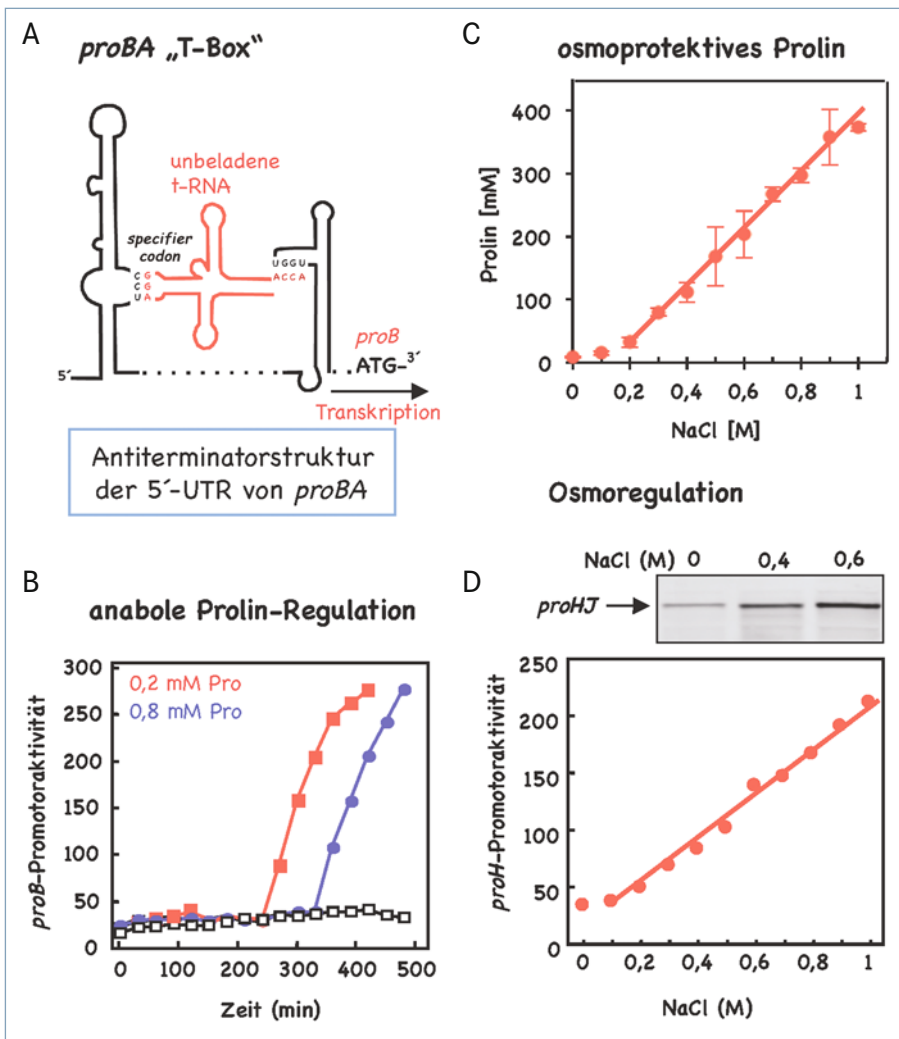 A
proBA „T-Box“
unbeladene
t-RNA
specifier
codon
C G
C G
U A
UGGU
ACCA
proB
5´
ATG-3´
Transkription
Antiterminatorstruktur
der 5´-UTR von proBA
C
osmoprotektives Prolin
Prolin [mM]
400
300
200
100
0
0 0,2 0,4 0,6 0,8 1
NaCl [M]
Osmoregulation
B
anabole Prolin-Regulation
proB-Promotoraktivität
300
250
200
150
100
50
0
0,2 mM Pro
0,8 mM Pro
0 100 200 300 400 500
Zeit (min)
D
NaCl (M) 0 0,4 0,6
proHJ
proH-Promotoraktivität
250
200
150
100
50
0
0 0,2 0,4 0,6 0,8 1
NaCl (M)